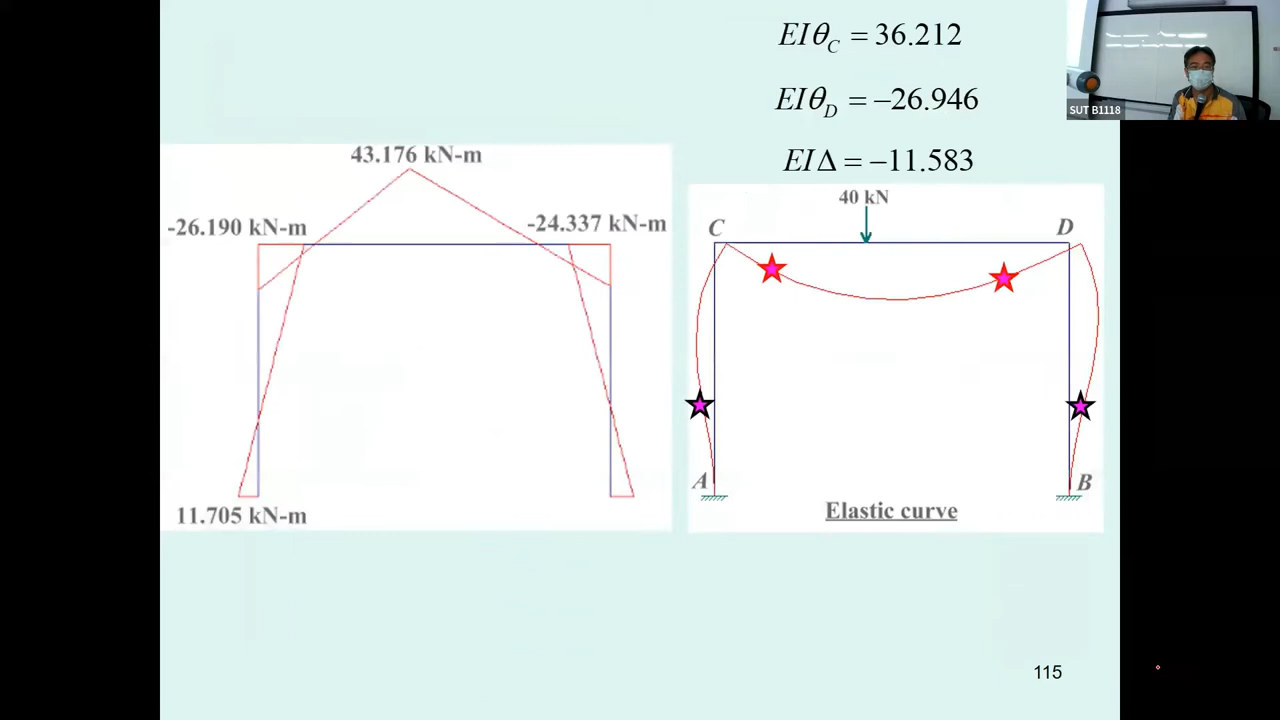 EIθ_C = 36.212
EIθ_D = −26.946
EIΔ = −11.583
SUT B1118
43.176 kN-m
-26.190 kN-m
-24.337 kN-m
11.705 kN-m
40 kN
C
D
A
B
Elastic curve
115